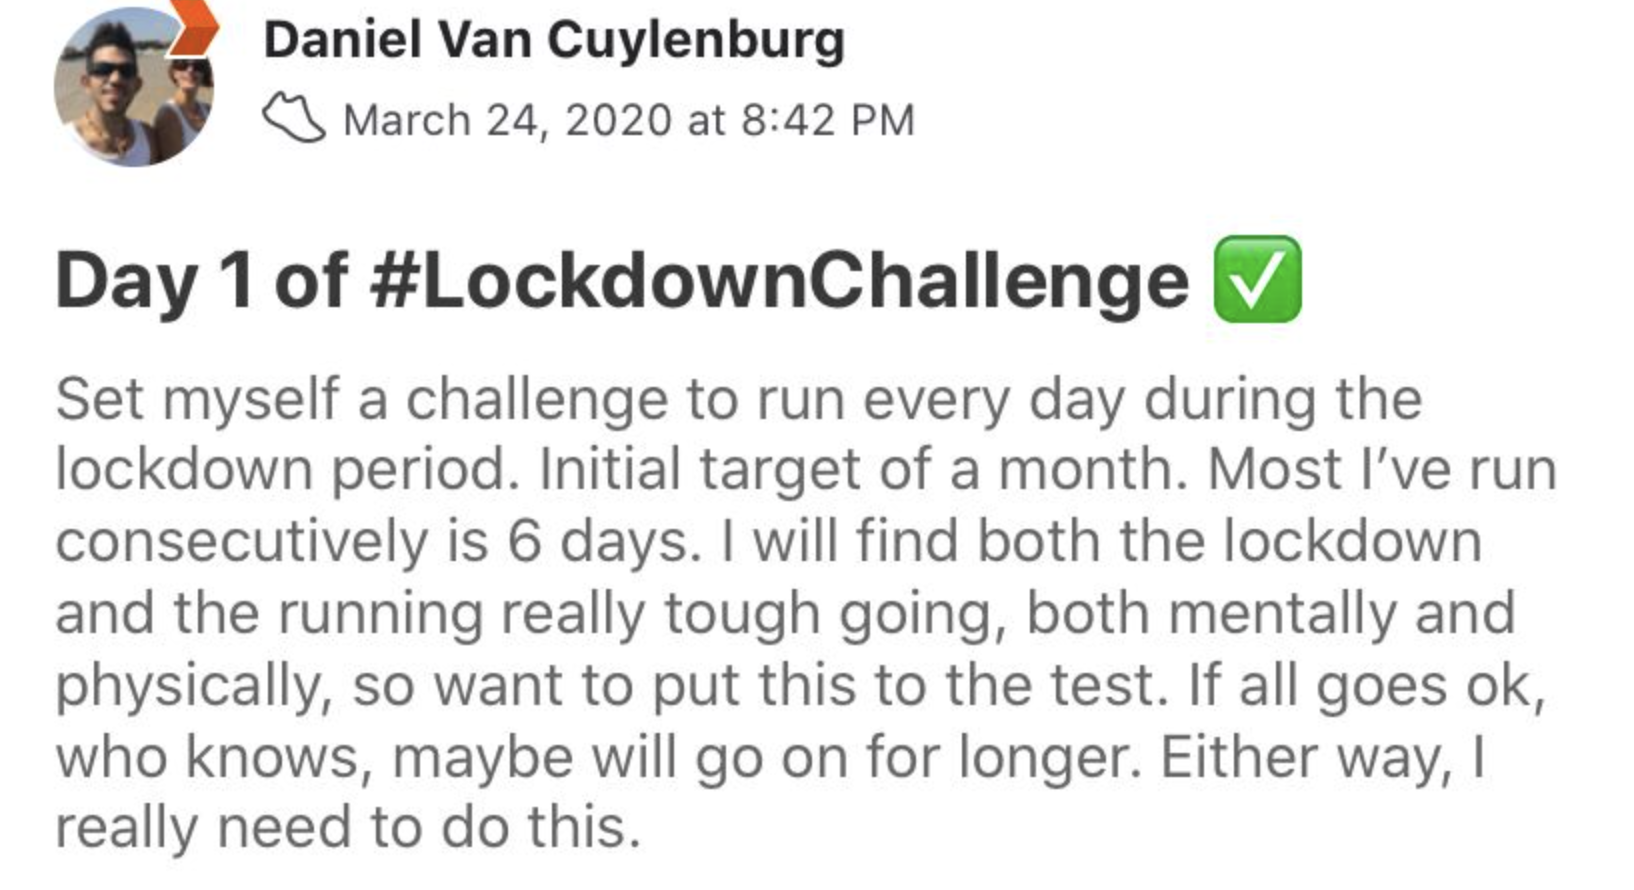 Daniel Van Cuylenburg
March 24, 2020 at 8:42 PM
Day 1 of #LockdownChallenge ✅
Set myself a challenge to run every day during the
lockdown period. Initial target of a month. Most I’ve run
consecutively is 6 days. I will find both the lockdown
and the running really tough going, both mentally and
physically, so want to put this to the test. If all goes ok,
who knows, maybe will go on for longer. Either way, I
really need to do this.